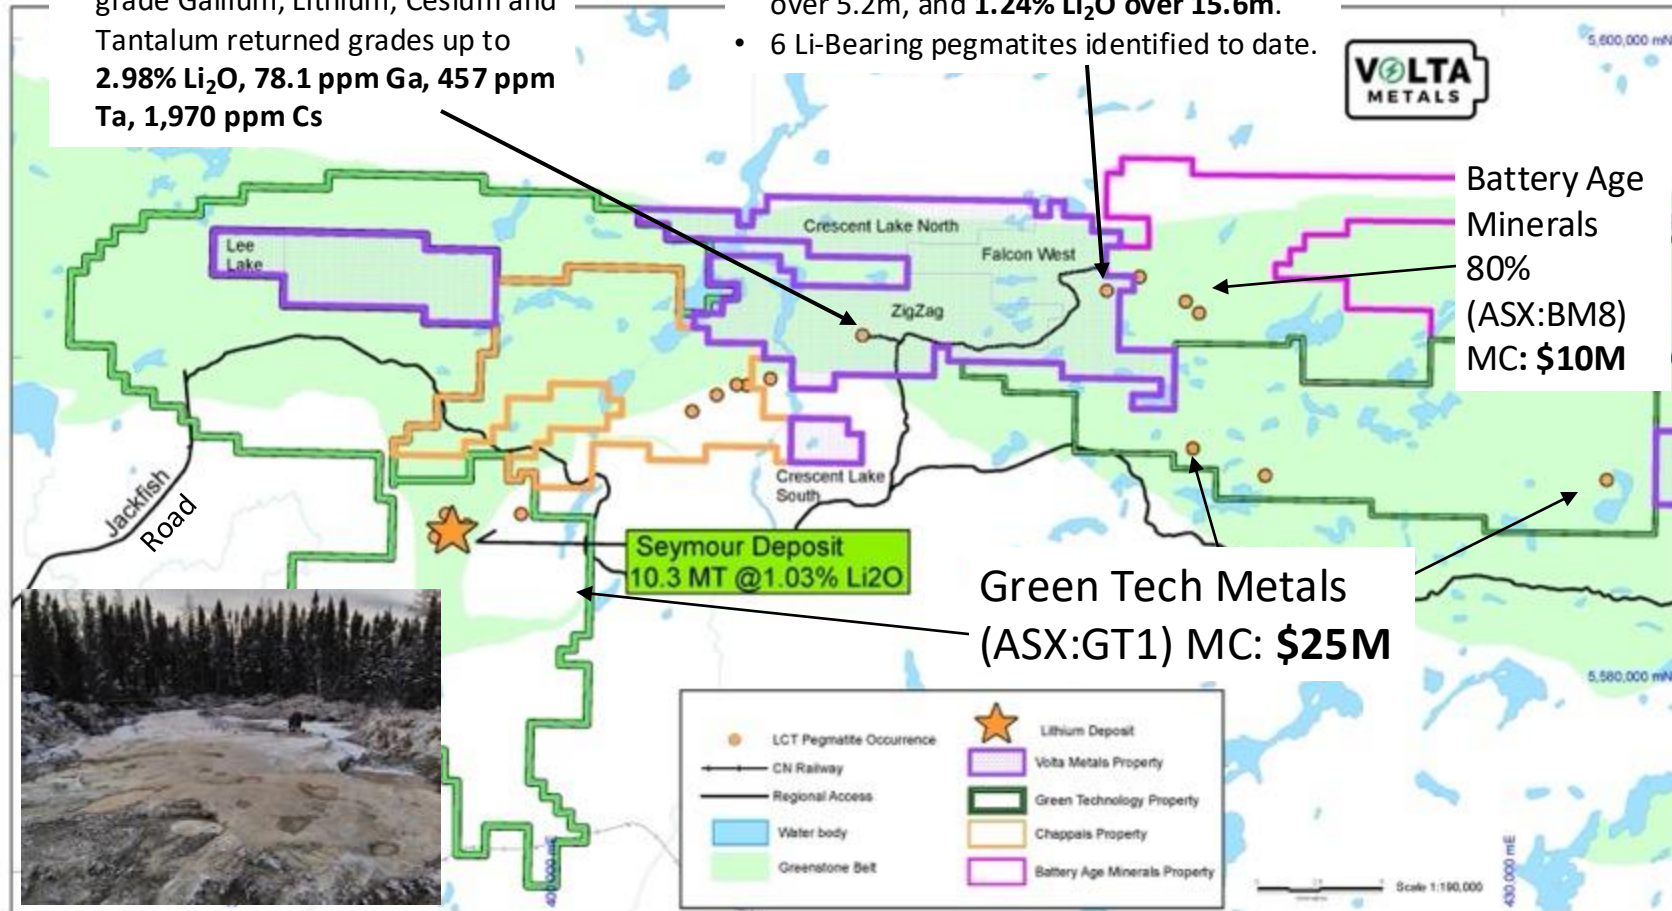 grade Gallium, Lithium, Cesium and
Tantalum returned grades up to
2.98% Li₂O, 78.1 ppm Ga, 457 ppm
Ta, 1,970 ppm Cs
over 5.2m, and 1.24% Li₂O over 15.6m.
• 6 Li-Bearing pegmatites identified to date.
5,600,000 mN
VOLTA
METALS
Battery Age
Minerals
80%
(ASX:BM8)
MC: $10M
Lee
Lake
Crescent Lake North
Falcon West
ZigZag
Crescent Lake
South
Jackfish
Road
Seymour Deposit
10.3 MT @1.03% Li2O
Green Tech Metals
(ASX:GT1) MC: $25M
5,580,000 mN
LCT Pegmatite Occurrence
CN Railway
Regional Access
Water body
Greenstone Belt
Lithium Deposit
Volta Metals Property
Green Technology Property
Chappais Property
Battery Age Minerals Property
Scale 1:190,000
430,000 mE